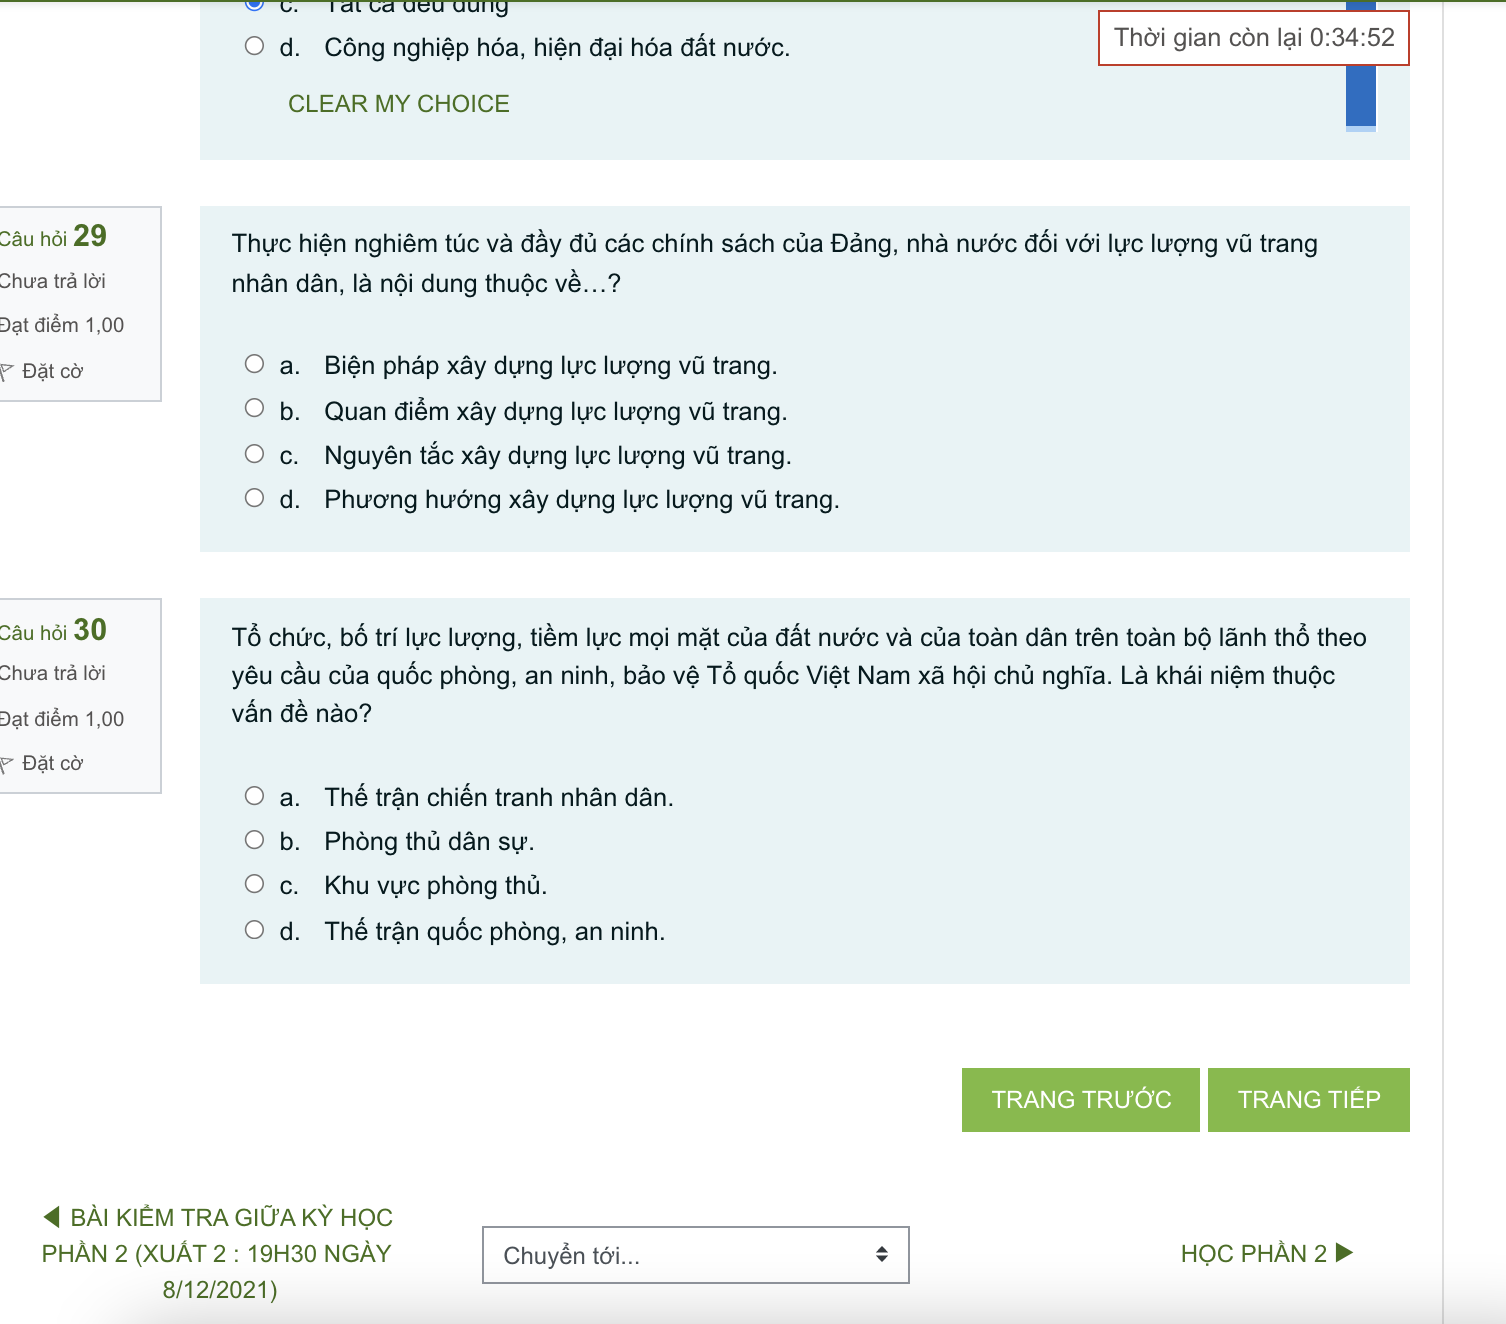 c. Tất cả đều đúng
d. Công nghiệp hóa, hiện đại hóa đất nước.
Thời gian còn lại 0:34:52
CLEAR MY CHOICE
Câu hỏi 29
Chưa trả lời
Đạt điểm 1,00
Đặt cờ
Thực hiện nghiêm túc và đầy đủ các chính sách của Đảng, nhà nước đối với lực lượng vũ trang
nhân dân, là nội dung thuộc về...?
a. Biện pháp xây dựng lực lượng vũ trang.
b. Quan điểm xây dựng lực lượng vũ trang.
c. Nguyên tắc xây dựng lực lượng vũ trang.
d. Phương hướng xây dựng lực lượng vũ trang.
Câu hỏi 30
Chưa trả lời
Đạt điểm 1,00
Đặt cờ
Tổ chức, bố trí lực lượng, tiềm lực mọi mặt của đất nước và của toàn dân trên toàn bộ lãnh thổ theo
yêu cầu của quốc phòng, an ninh, bảo vệ Tổ quốc Việt Nam xã hội chủ nghĩa. Là khái niệm thuộc
vấn đề nào?
a. Thế trận chiến tranh nhân dân.
b. Phòng thủ dân sự.
c. Khu vực phòng thủ.
d. Thế trận quốc phòng, an ninh.
TRANG TRƯỚC
TRANG TIẾP
◀ BÀI KIỂM TRA GIỮA KỲ HỌC
PHẦN 2 (XUẤT 2 : 19H30 NGÀY
8/12/2021)
Chuyển tới...
HỌC PHẦN 2 ▶